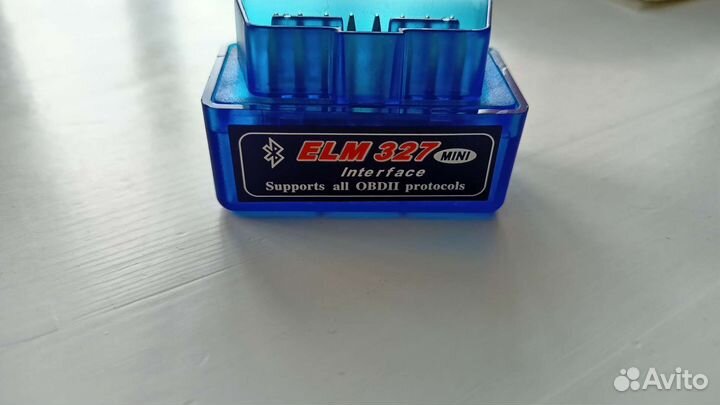 ELM 327 MINI
Interface
Supports all OBDII protocols
Avito